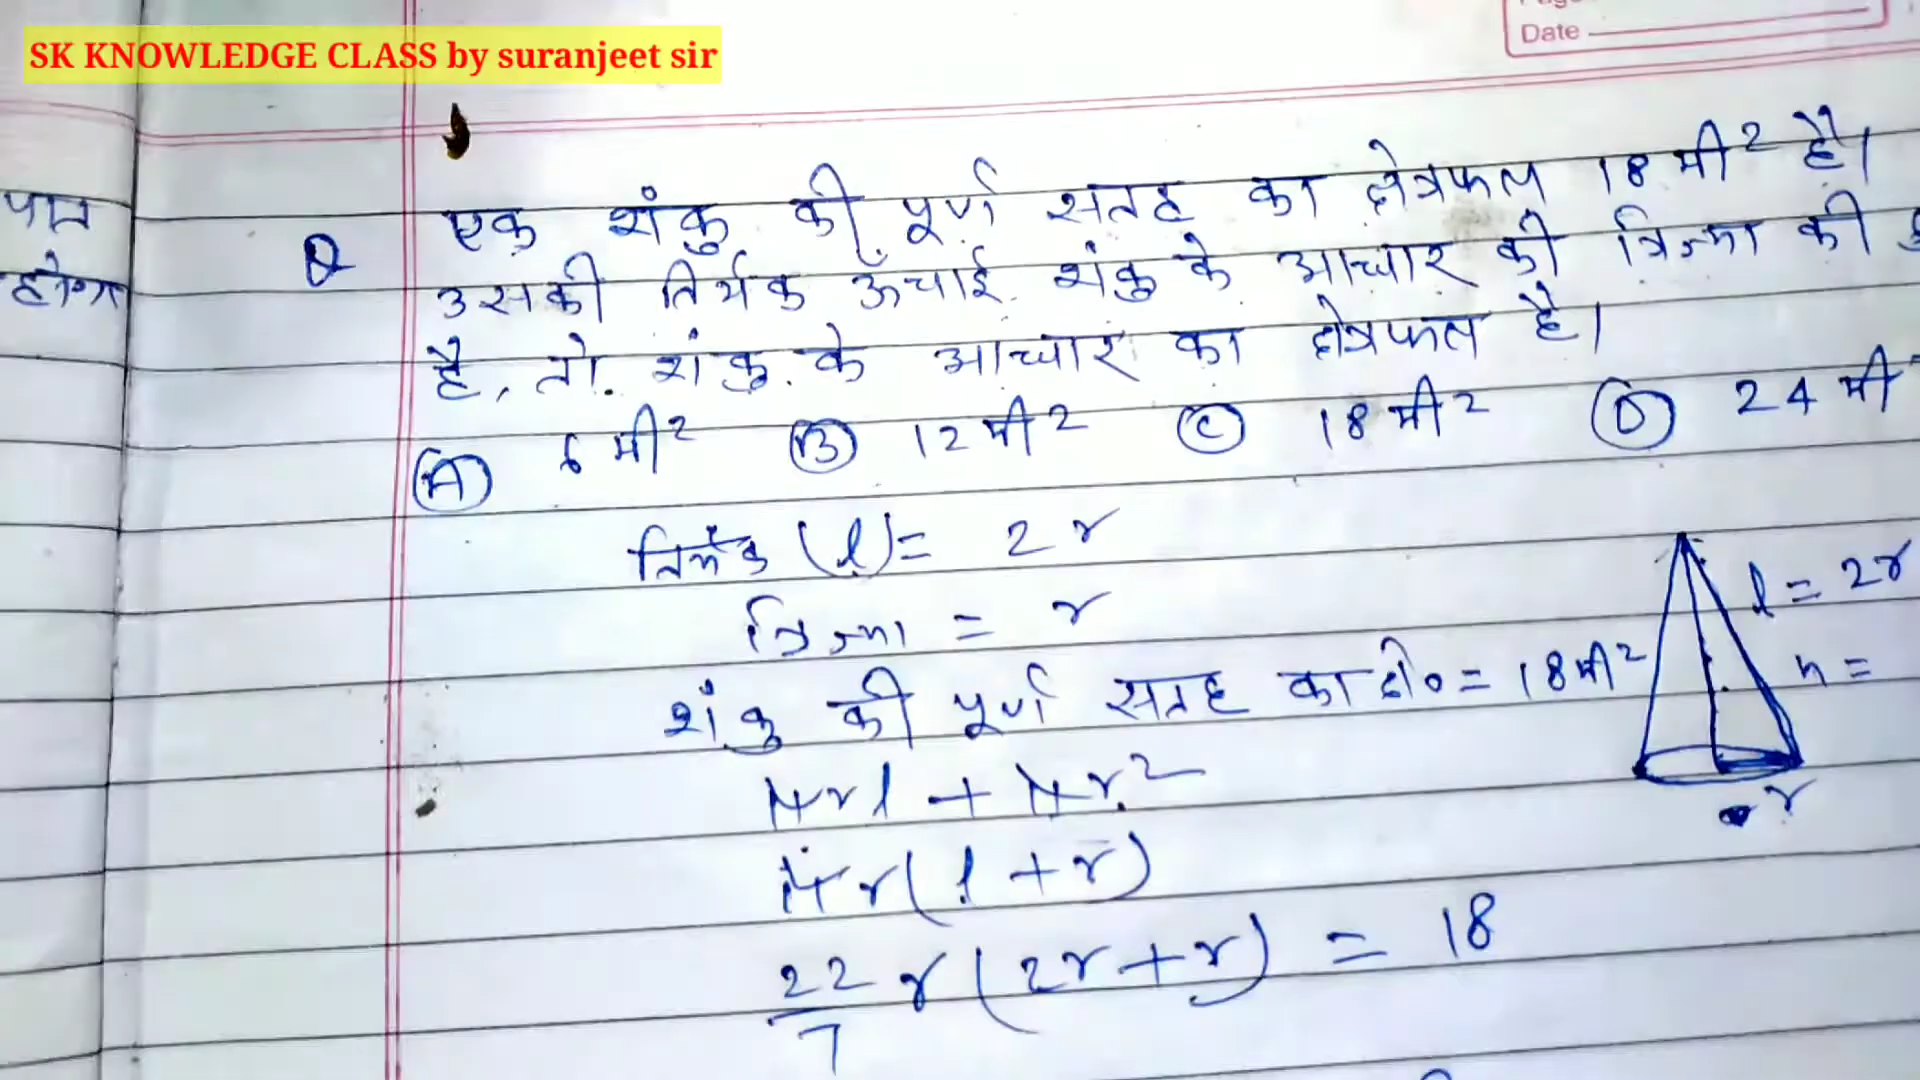 SK KNOWLEDGE CLASS by suranjeet sir
Date
पात
होगा
Q एक शंकु की पूर्ण सतह का क्षेत्रफल 18 मी² है।
उसकी तिर्यक ऊँचाई शंकु के आधार की त्रिज्या की
है, तो शंकु के आधार का क्षेत्रफल है।
(A) 6 मी² (B) 12 मी² (C) 18 मी² (D) 24 मी
तिर्यक (l) = 2r
त्रिज्या = r
शंकु की पूर्ण सतह का क्षे० = 18 मी²
πrl + πr²
πr(l + r)
22/7 r(2r + r) = 18
l = 2r
h =
r